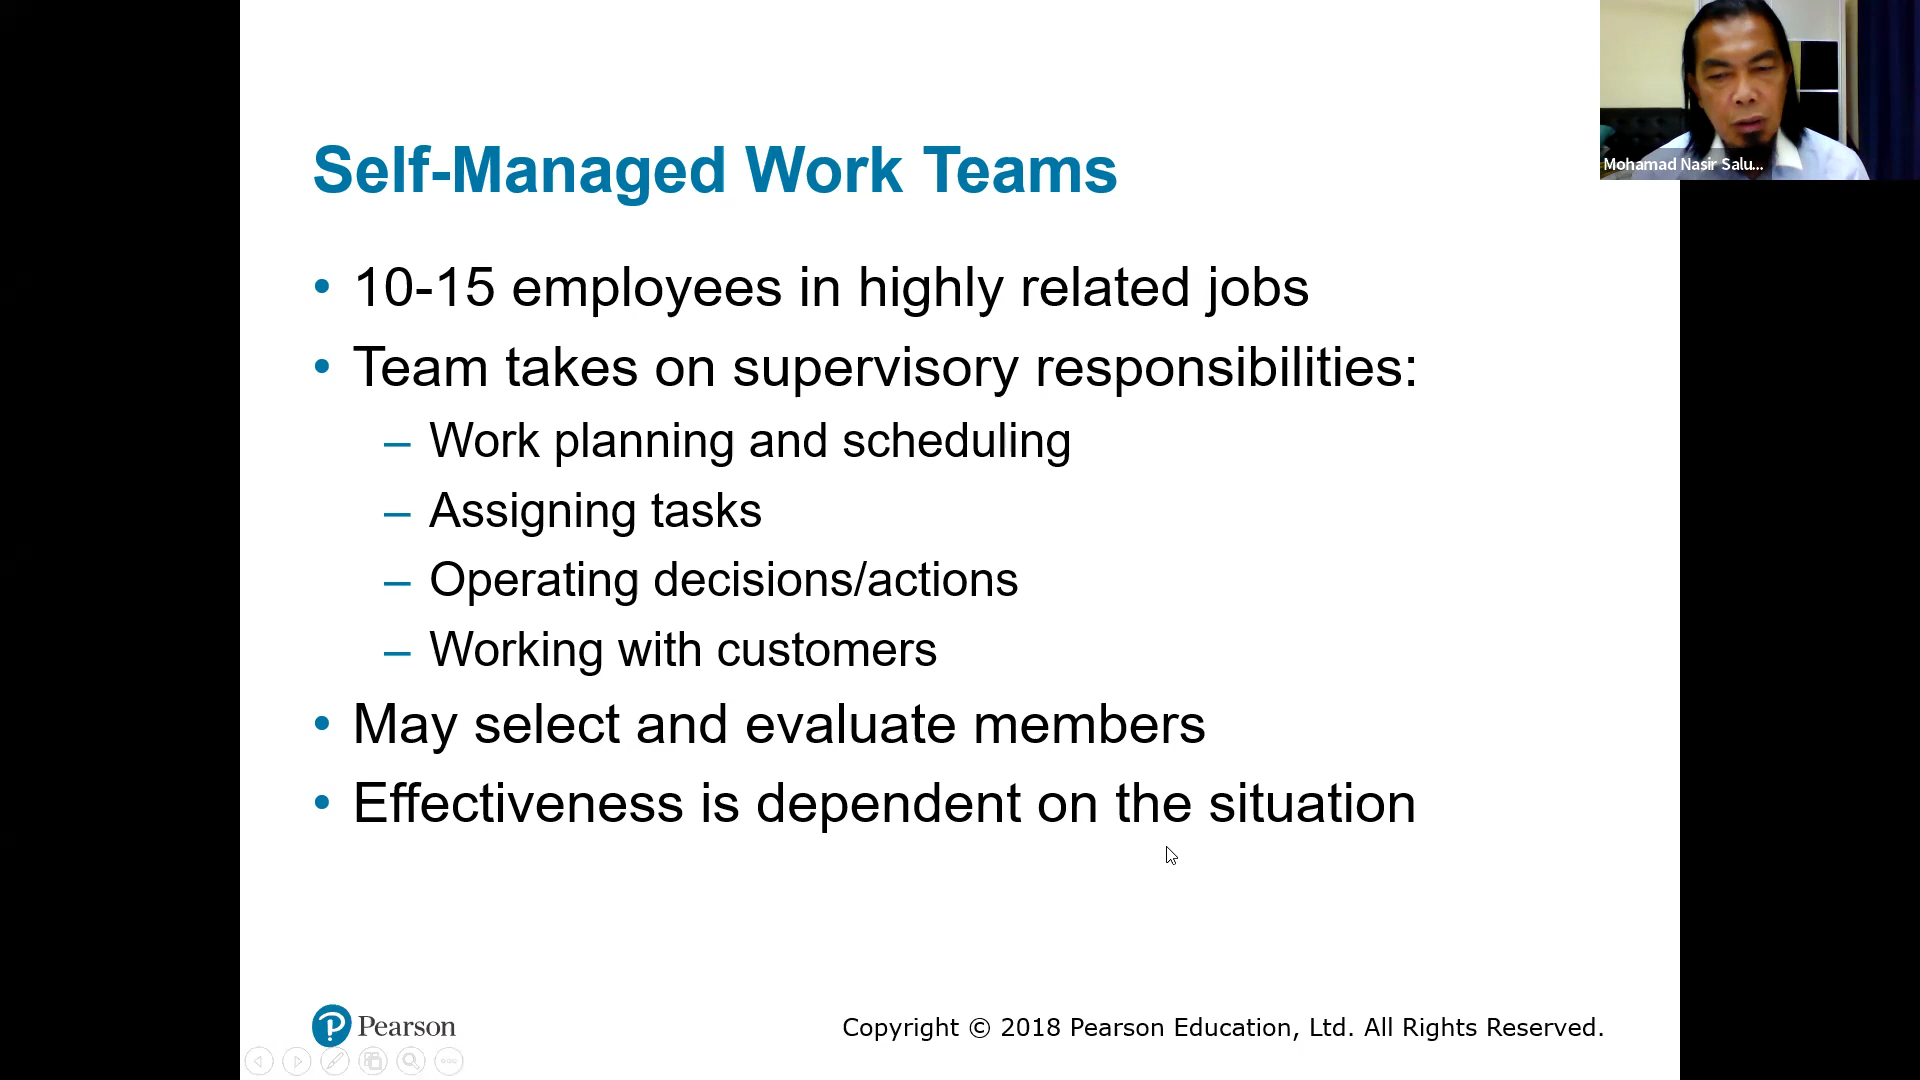 Mohamad Nasir Salu...
Self-Managed Work Teams
• 10-15 employees in highly related jobs
• Team takes on supervisory responsibilities:
– Work planning and scheduling
– Assigning tasks
– Operating decisions/actions
– Working with customers
• May select and evaluate members
• Effectiveness is dependent on the situation
Pearson
Copyright © 2018 Pearson Education, Ltd. All Rights Reserved.